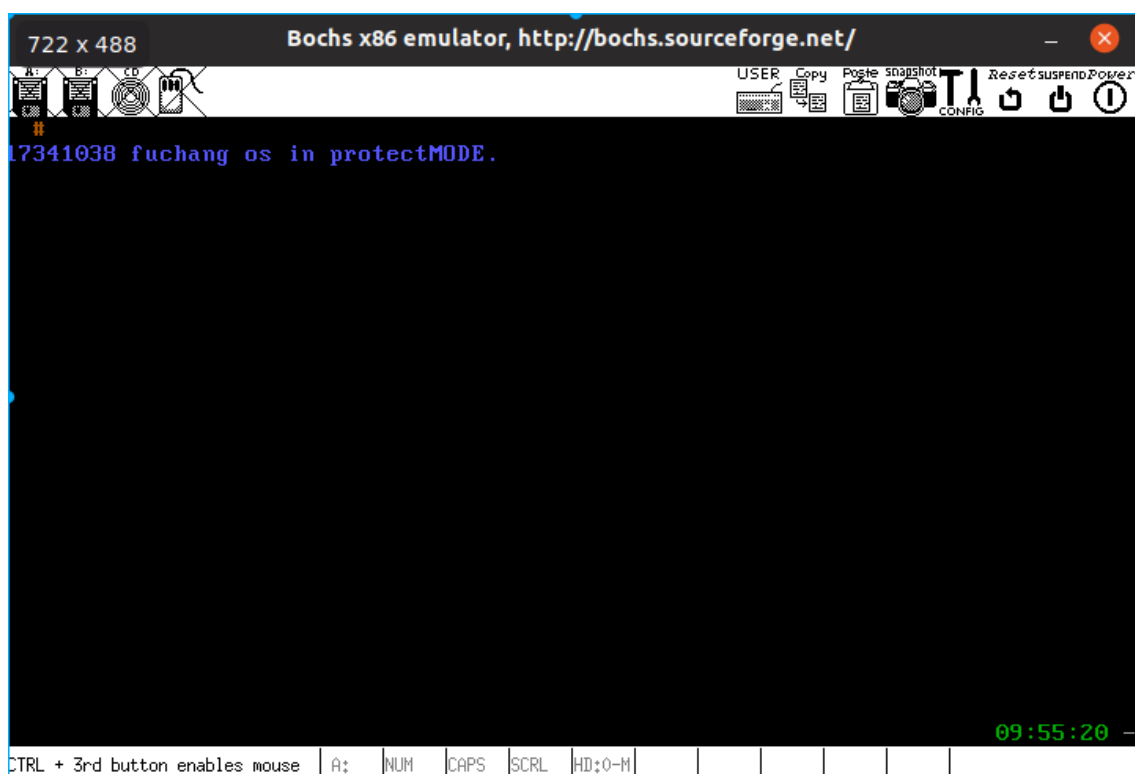 722 x 488
Bochs x86 emulator, http://bochs.sourceforge.net/
A: B: CD
USER Copy Poste snapshot CONFIG Reset SUSPEND Power
#
17341038 fuchang os in protectMODE.
09:55:20
CTRL + 3rd button enables mouse A: NUM CAPS SCRL HD:0-M